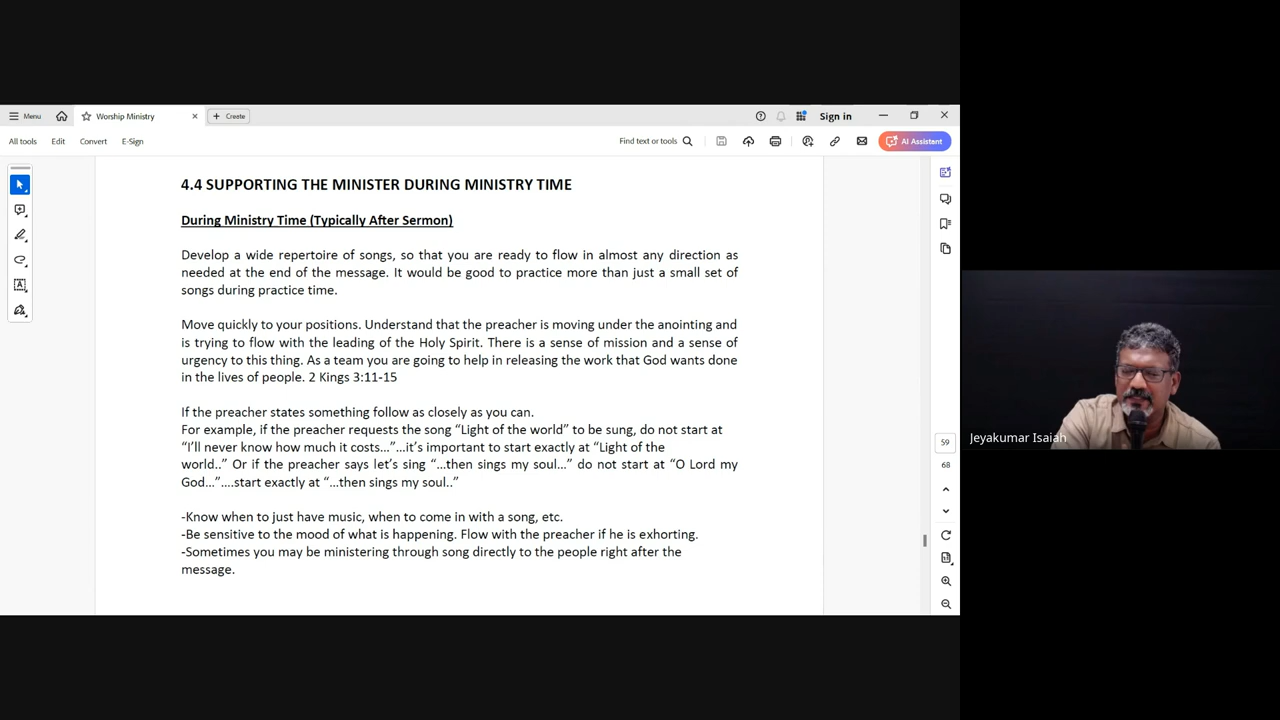 Menu
Worship Ministry
Create
Sign in
All tools
Edit
Convert
E-Sign
Find text or tools
AI Assistant
4.4 SUPPORTING THE MINISTER DURING MINISTRY TIME
During Ministry Time (Typically After Sermon)
Develop a wide repertoire of songs, so that you are ready to flow in almost any direction as
needed at the end of the message. It would be good to practice more than just a small set of
songs during practice time.
Move quickly to your positions. Understand that the preacher is moving under the anointing and
is trying to flow with the leading of the Holy Spirit. There is a sense of mission and a sense of
urgency to this thing. As a team you are going to help in releasing the work that God wants done
in the lives of people. 2 Kings 3:11-15
If the preacher states something follow as closely as you can.
For example, if the preacher requests the song “Light of the world” to be sung, do not start at
“I’ll never know how much it costs...”...it’s important to start exactly at “Light of the
world..” Or if the preacher says let’s sing “...then sings my soul...” do not start at “O Lord my
God...”....start exactly at “...then sings my soul..”
-Know when to just have music, when to come in with a song, etc.
-Be sensitive to the mood of what is happening. Flow with the preacher if he is exhorting.
-Sometimes you may be ministering through song directly to the people right after the
message.
59
68
Jeyakumar Isaiah